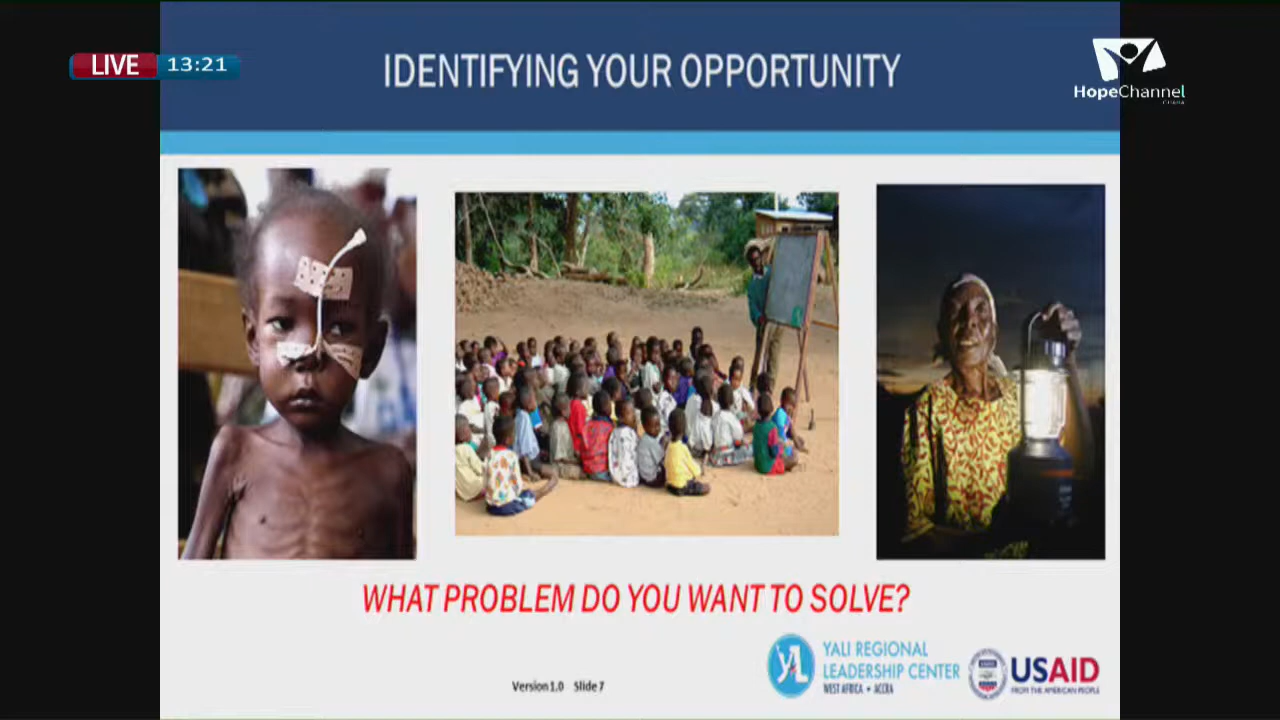 LIVE 13:21
IDENTIFYING YOUR OPPORTUNITY
HopeChannel
GHANA
WHAT PROBLEM DO YOU WANT TO SOLVE?
YALI REGIONAL
LEADERSHIP CENTER
WEST AFRICA • ACCRA
USAID
FROM THE AMERICAN PEOPLE
Version 1.0 Slide 7